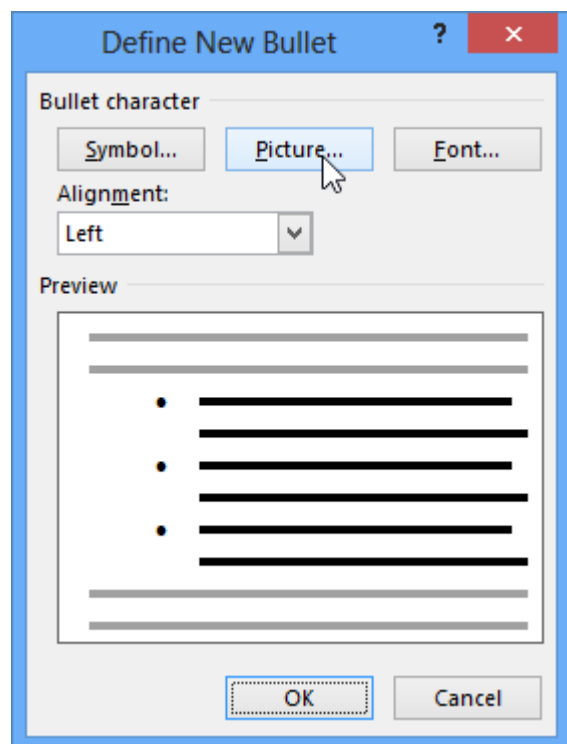 Define New Bullet ? ×
Bullet character
Symbol... Picture... Font...
Alignment:
Left
Preview
OK Cancel